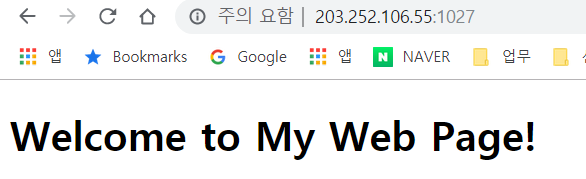 주의 요함 | 203.252.106.55:1027
앱 Bookmarks Google 앱 NAVER 업무
Welcome to My Web Page!